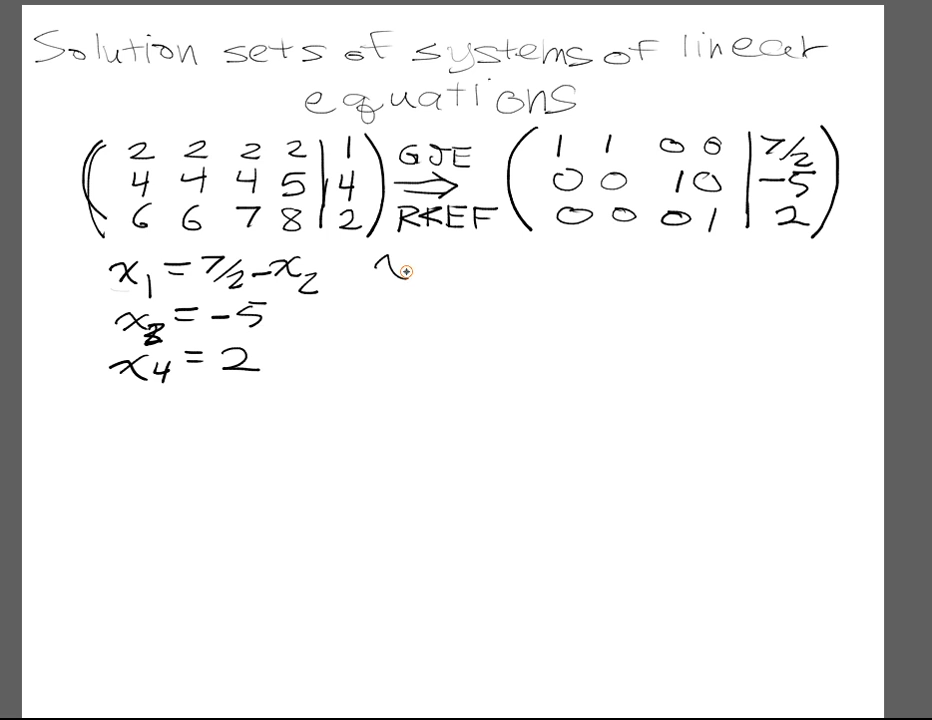 Solution sets of systems of linear
equations
( 2 2 2 2 | 1 ) GJE ( 1 1 0 0 | 7/2 )
( 4 4 4 5 | 4 ) ⇒ ( 0 0 1 0 | -5 )
( 6 6 7 8 | 2 ) RREF ( 0 0 0 1 | 2 )
x₁ = 7/2 - x₂
x₃ = -5
x₄ = 2